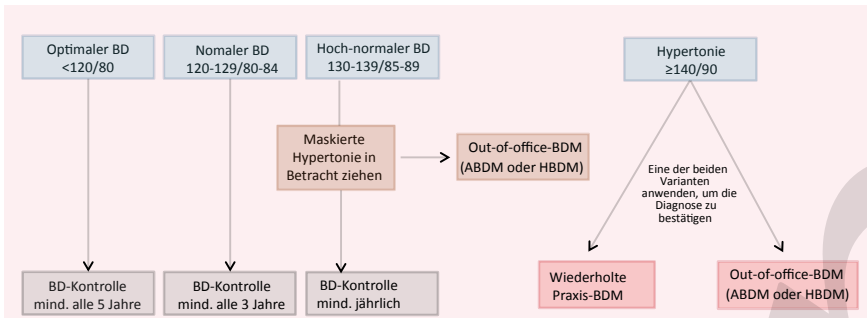 Optimaler BD
<120/80
Nomaler BD
120-129/80-84
Hoch-normaler BD
130-139/85-89
Hypertonie
≥140/90
Maskierte
Hypertonie in
Betracht ziehen
Out-of-office-BDM
(ABDM oder HBDM)
Eine der beiden
Varianten
anwenden, um die
Diagnose zu
bestätigen
BD-Kontrolle
mind. alle 5 Jahre
BD-Kontrolle
mind. alle 3 Jahre
BD-Kontrolle
mind. jährlich
Wiederholte
Praxis-BDM
Out-of-office-BDM
(ABDM oder HBDM)